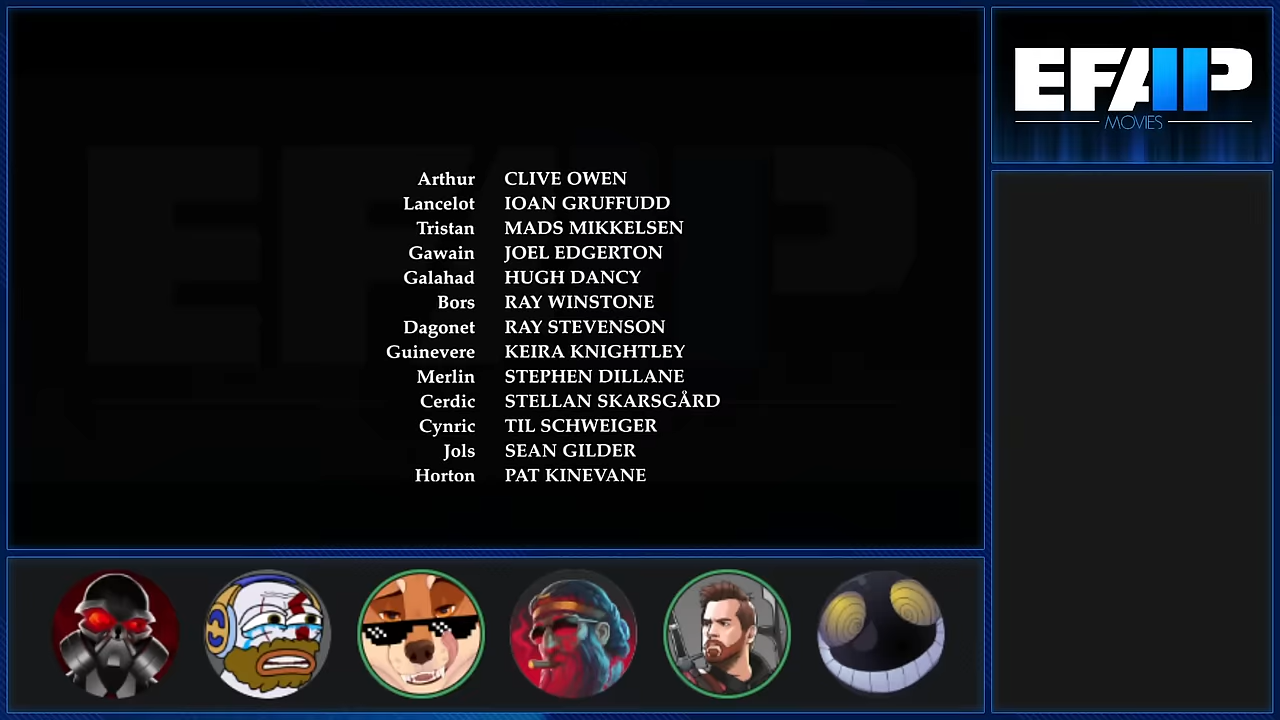 Arthur CLIVE OWEN
Lancelot IOAN GRUFFUDD
Tristan MADS MIKKELSEN
Gawain JOEL EDGERTON
Galahad HUGH DANCY
Bors RAY WINSTONE
Dagonet RAY STEVENSON
Guinevere KEIRA KNIGHTLEY
Merlin STEPHEN DILLANE
Cerdic STELLAN SKARSGÅRD
Cynric TIL SCHWEIGER
Jols SEAN GILDER
Horton PAT KINEVANE
EFAP
MOVIES